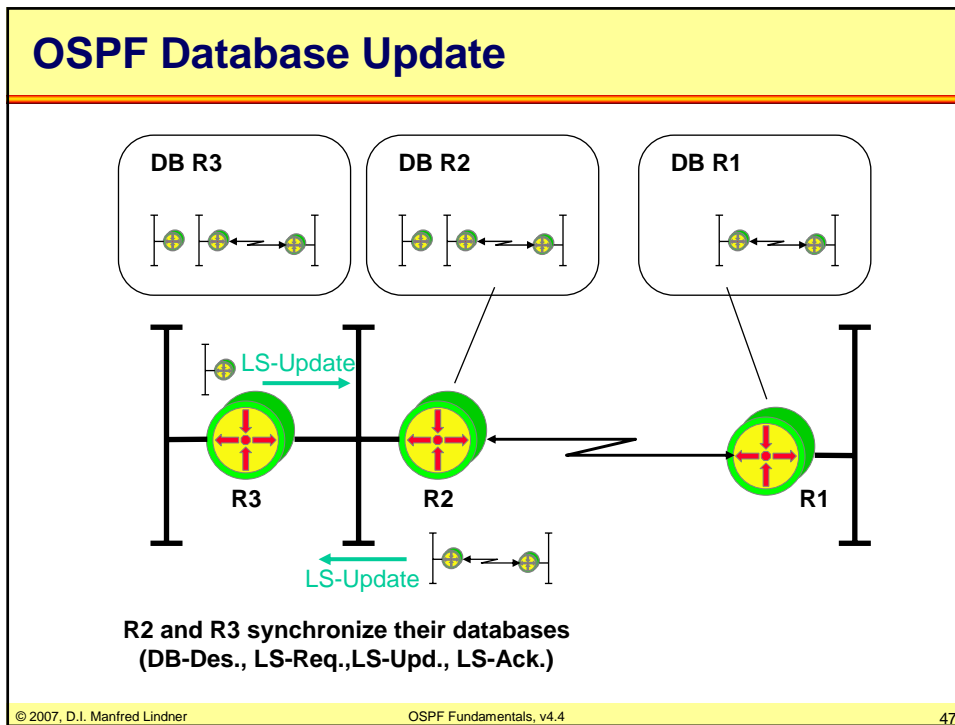 OSPF Database Update
DB R3
DB R2
DB R1
LS-Update
R3
R2
R1
LS-Update
R2 and R3 synchronize their databases
(DB-Des., LS-Req.,LS-Upd., LS-Ack.)
© 2007, D.I. Manfred Lindner
OSPF Fundamentals, v4.4
47